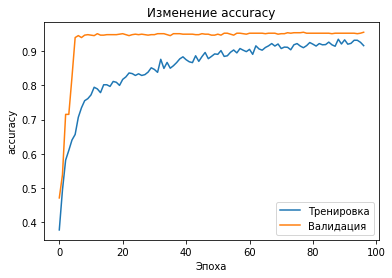 Изменение accuracy
accuracy
0.9
0.8
0.7
0.6
0.5
0.4
0
20
40
60
80
100
Эпоха
Тренировка
Валидация